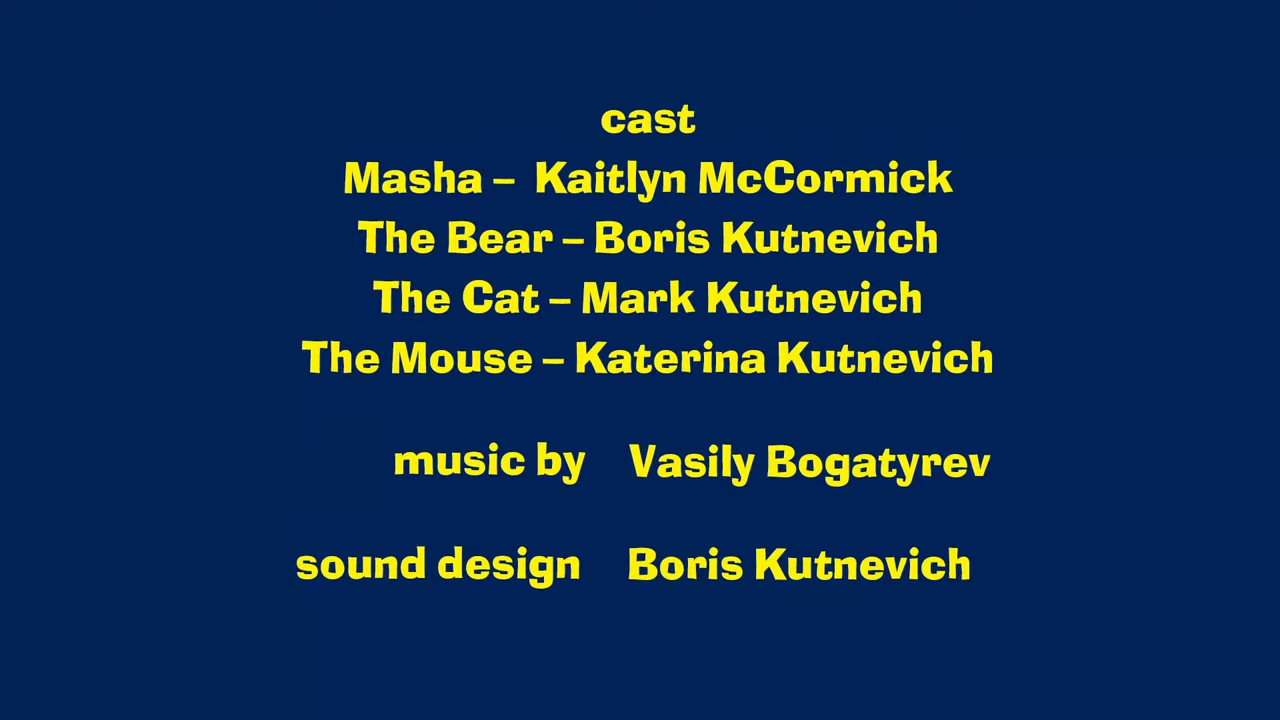 cast
Masha – Kaitlyn McCormick
The Bear – Boris Kutnevich
The Cat – Mark Kutnevich
The Mouse – Katerina Kutnevich
music by Vasily Bogatyrev
sound design Boris Kutnevich